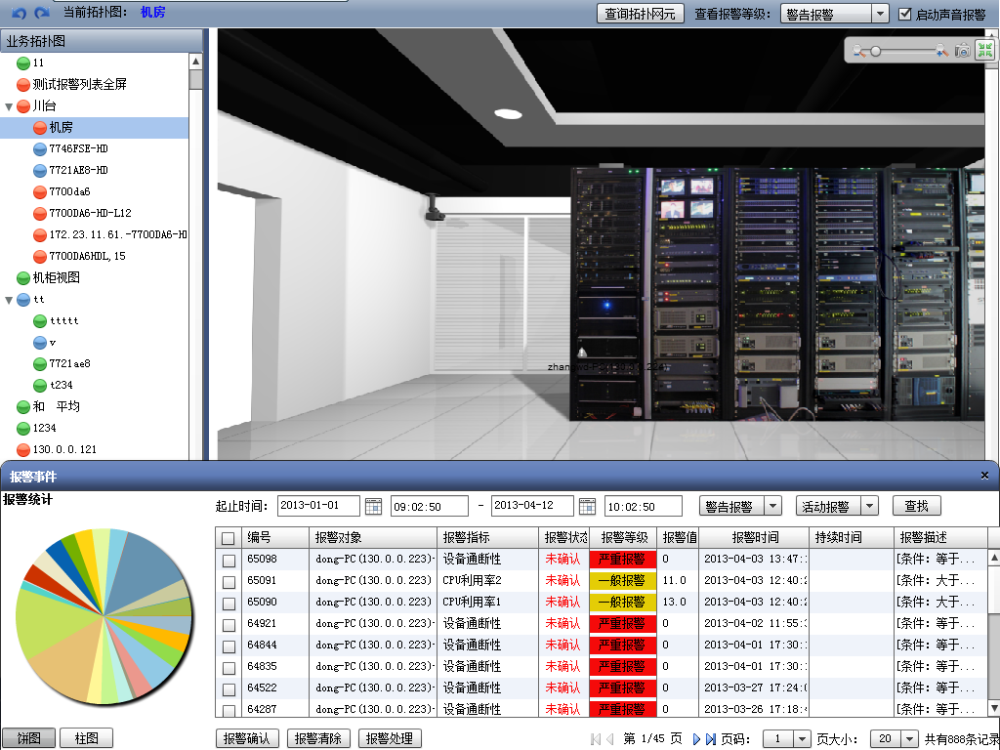 当前拓扑图: 机房 查询拓扑网元 查看报警等级: 警告报警 启动声音报警
业务拓扑图
11
测试报警列表全屏
川台
机房
7746FSE-HD
7721AE8-HD
7700da6
7700DA6-HD-L12
172.23.11.61.-7700DA6-HD
7700DA6HDL,15
机柜视图
tt
ttttt
v
7721ae8
t234
和 平均
1234
130.0.0.121
报警事件
报警统计
起止时间: 2013-01-01 09:02:50 - 2013-04-12 10:02:50 警告报警 活动报警 查找
编号 报警对象 报警指标 报警状态 报警等级 报警值 报警时间 持续时间 报警描述
65098 dong-PC(130.0.0.223)- 设备通断性 未确认 严重报警 0 2013-04-03 13:47: [条件: 等于...
65091 dong-PC(130.0.0.223) CPU利用率2 未确认 一般报警 11.0 2013-04-03 12:40: [条件: 大于...
65090 dong-PC(130.0.0.223) CPU利用率1 未确认 一般报警 13.0 2013-04-03 12:40: [条件: 大于...
64921 dong-PC(130.0.0.223)- 设备通断性 未确认 严重报警 0 2013-04-02 11:55: [条件: 等于...
64844 dong-PC(130.0.0.223)- 设备通断性 未确认 严重报警 0 2013-04-01 17:30: [条件: 等于...
64835 dong-PC(130.0.0.223)- 设备通断性 未确认 严重报警 0 2013-04-01 17:30: [条件: 等于...
64522 dong-PC(130.0.0.223)- 设备通断性 未确认 严重报警 0 2013-03-27 17:24: [条件: 等于...
64287 dong-PC(130.0.0.223)- 设备通断性 未确认 严重报警 0 2013-03-26 17:18: [条件: 等于...
饼图 柱图 报警确认 报警清除 报警处理 第 1/45 页 页码: 1 页大小: 20 共有888条记录